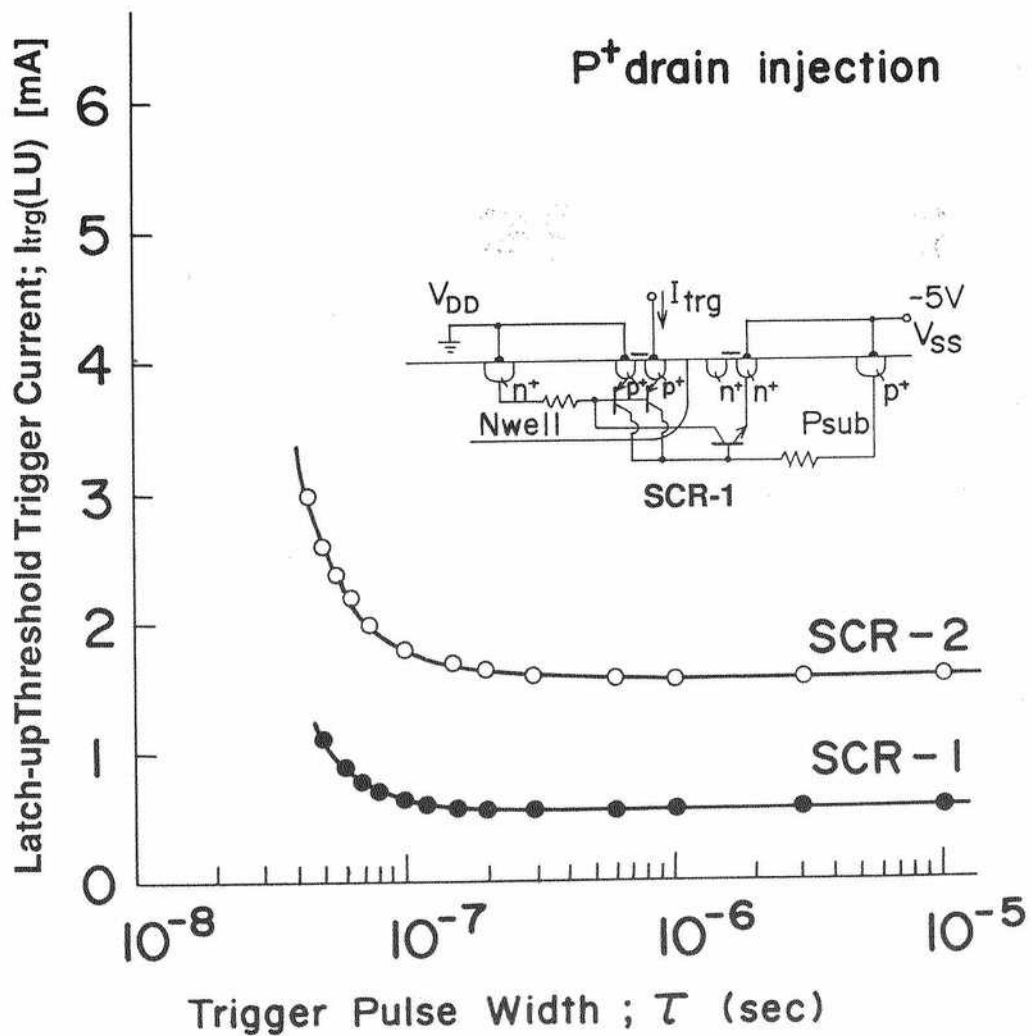 P⁺drain injection
Latch-upThreshold Trigger Current; Itrg(LU) [mA]
6
5
4
3
2
1
0
VDD
Itrg
-5V
VSS
n⁺
p⁺
p⁺
n⁺
n⁺
p⁺
Nwell
Psub
SCR-1
SCR-2
SCR-1
10⁻⁸
10⁻⁷
10⁻⁶
10⁻⁵
Trigger Pulse Width ; τ (sec)